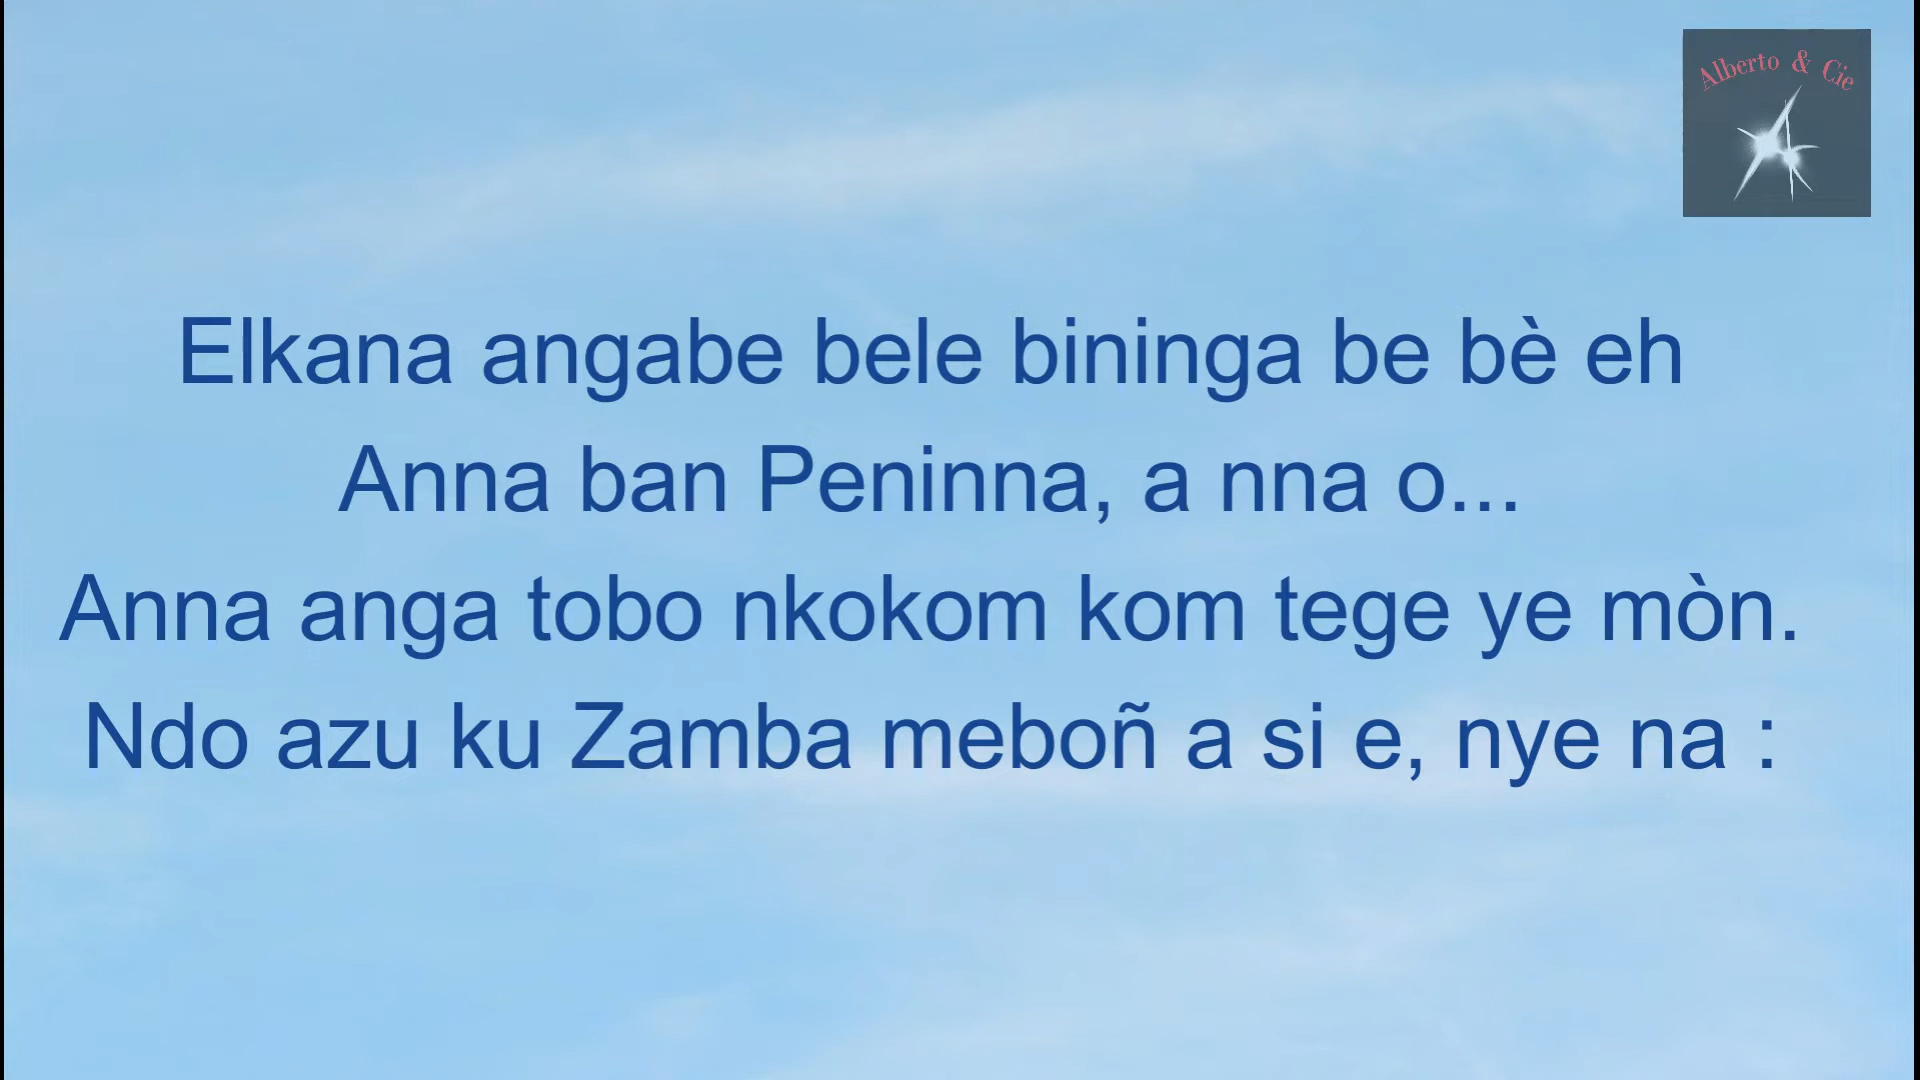 Alberto & Cie
Elkana angabe bele bininga be bè eh
Anna ban Peninna, a nna o...
Anna anga tobo nkokom kom tege ye mòn.
Ndo azu ku Zamba meboñ a si e, nye na :